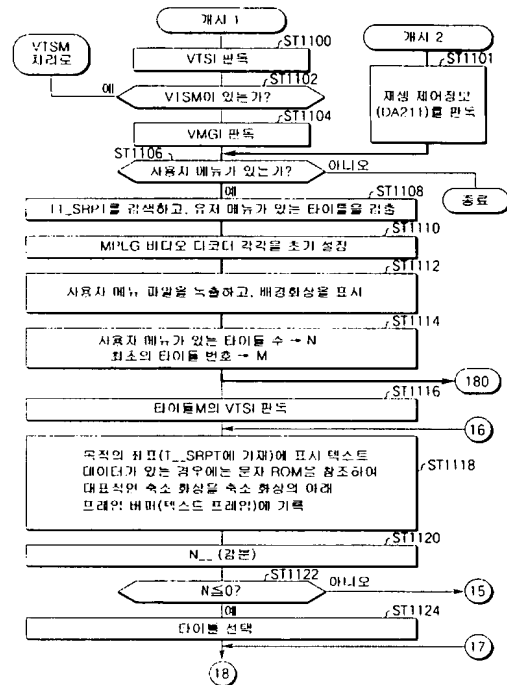 개시 1
개시 2
VTSM
처리로
ST1100
VTSI 판독
ST1101
재생 제어정보
(DA211)를 판독
ST1102
예
VTSM이 있는가?
ST1104
VMGI 판독
ST1106
사용자 메뉴가 있는가?
아니오
종료
예
ST1108
TT_SRPT를 검색하고, 유저 메뉴가 있는 타이틀을 검출
ST1110
MPEG 비디오 디코더 각각을 초기 설정
ST1112
사용자 메뉴 파일을 독출하고, 배경화상을 표시
ST1114
사용자 메뉴가 있는 타이틀 수 → N
최초의 타이틀 번호 → M
180
ST1116
타이틀M의 VTSI 판독
16
목적의 좌표(T__SRPT에 기재)에 표시 텍스트
데이터가 있는 경우에는 문자 ROM을 참조하여
대표적인 축소 화상을 축소 화상의 아래
프레임 버퍼(텍스트 프레임)에 기록
ST1118
ST1120
N__ (감분)
ST1122
N≦0?
아니오
15
예
ST1124
타이틀 선택
17
18